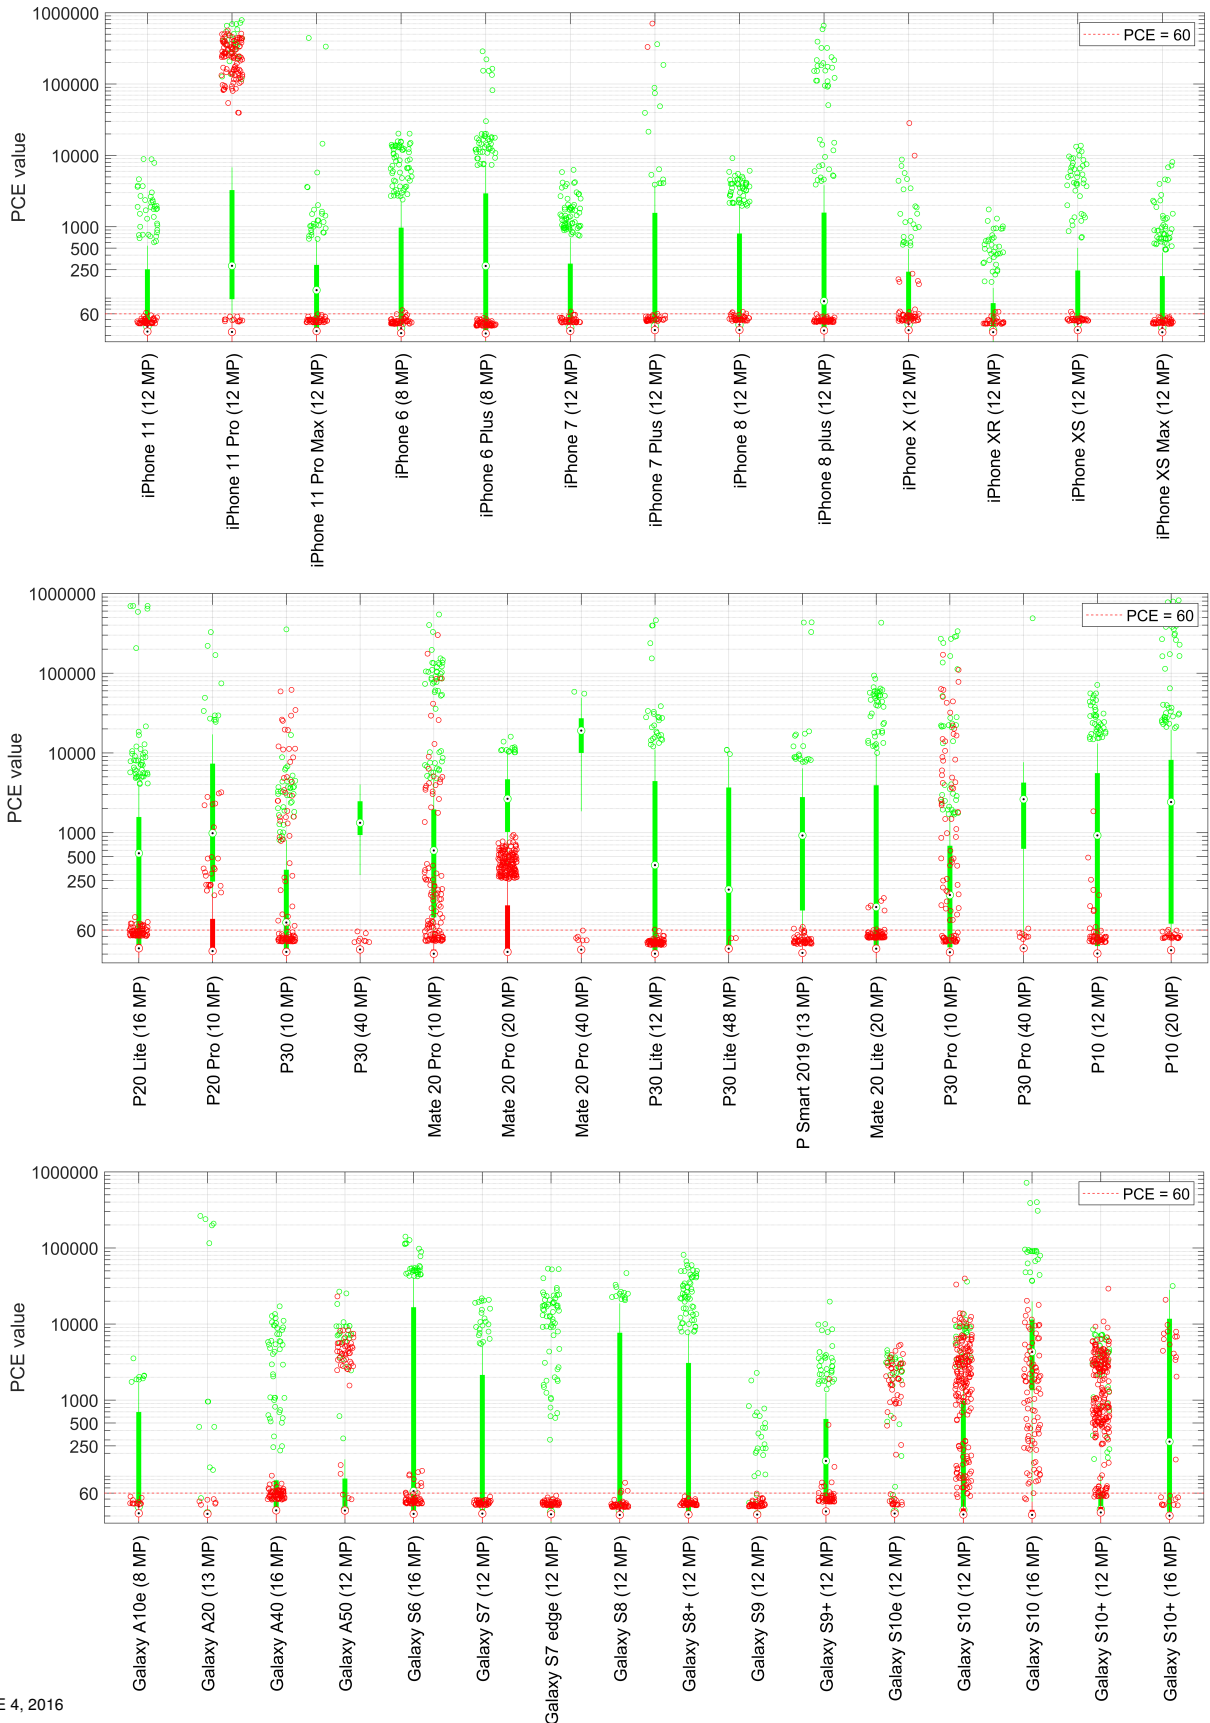 1000000
100000
10000
1000
500
250
60
PCE value
PCE = 60
iPhone 11 (12 MP)
iPhone 11 Pro (12 MP)
iPhone 11 Pro Max (12 MP)
iPhone 6 (8 MP)
iPhone 6 Plus (8 MP)
iPhone 7 (12 MP)
iPhone 7 Plus (12 MP)
iPhone 8 (12 MP)
iPhone 8 plus (12 MP)
iPhone X (12 MP)
iPhone XR (12 MP)
iPhone XS (12 MP)
iPhone XS Max (12 MP)
1000000
100000
10000
1000
500
250
60
PCE value
PCE = 60
P20 Lite (16 MP)
P20 Pro (10 MP)
P30 (10 MP)
P30 (40 MP)
Mate 20 Pro (10 MP)
Mate 20 Pro (20 MP)
Mate 20 Pro (40 MP)
P30 Lite (12 MP)
P30 Lite (48 MP)
P Smart 2019 (13 MP)
Mate 20 Lite (20 MP)
P30 Pro (10 MP)
P30 Pro (40 MP)
P10 (12 MP)
P10 (20 MP)
1000000
100000
10000
1000
500
250
60
PCE value
PCE = 60
Galaxy A10e (8 MP)
Galaxy A20 (13 MP)
Galaxy A40 (16 MP)
Galaxy A50 (12 MP)
Galaxy S6 (16 MP)
Galaxy S7 (12 MP)
Galaxy S7 edge (12 MP)
Galaxy S8 (12 MP)
Galaxy S8+ (12 MP)
Galaxy S9 (12 MP)
Galaxy S9+ (12 MP)
Galaxy S10e (12 MP)
Galaxy S10 (12 MP)
Galaxy S10 (16 MP)
Galaxy S10+ (12 MP)
Galaxy S10+ (16 MP)
E 4, 2016